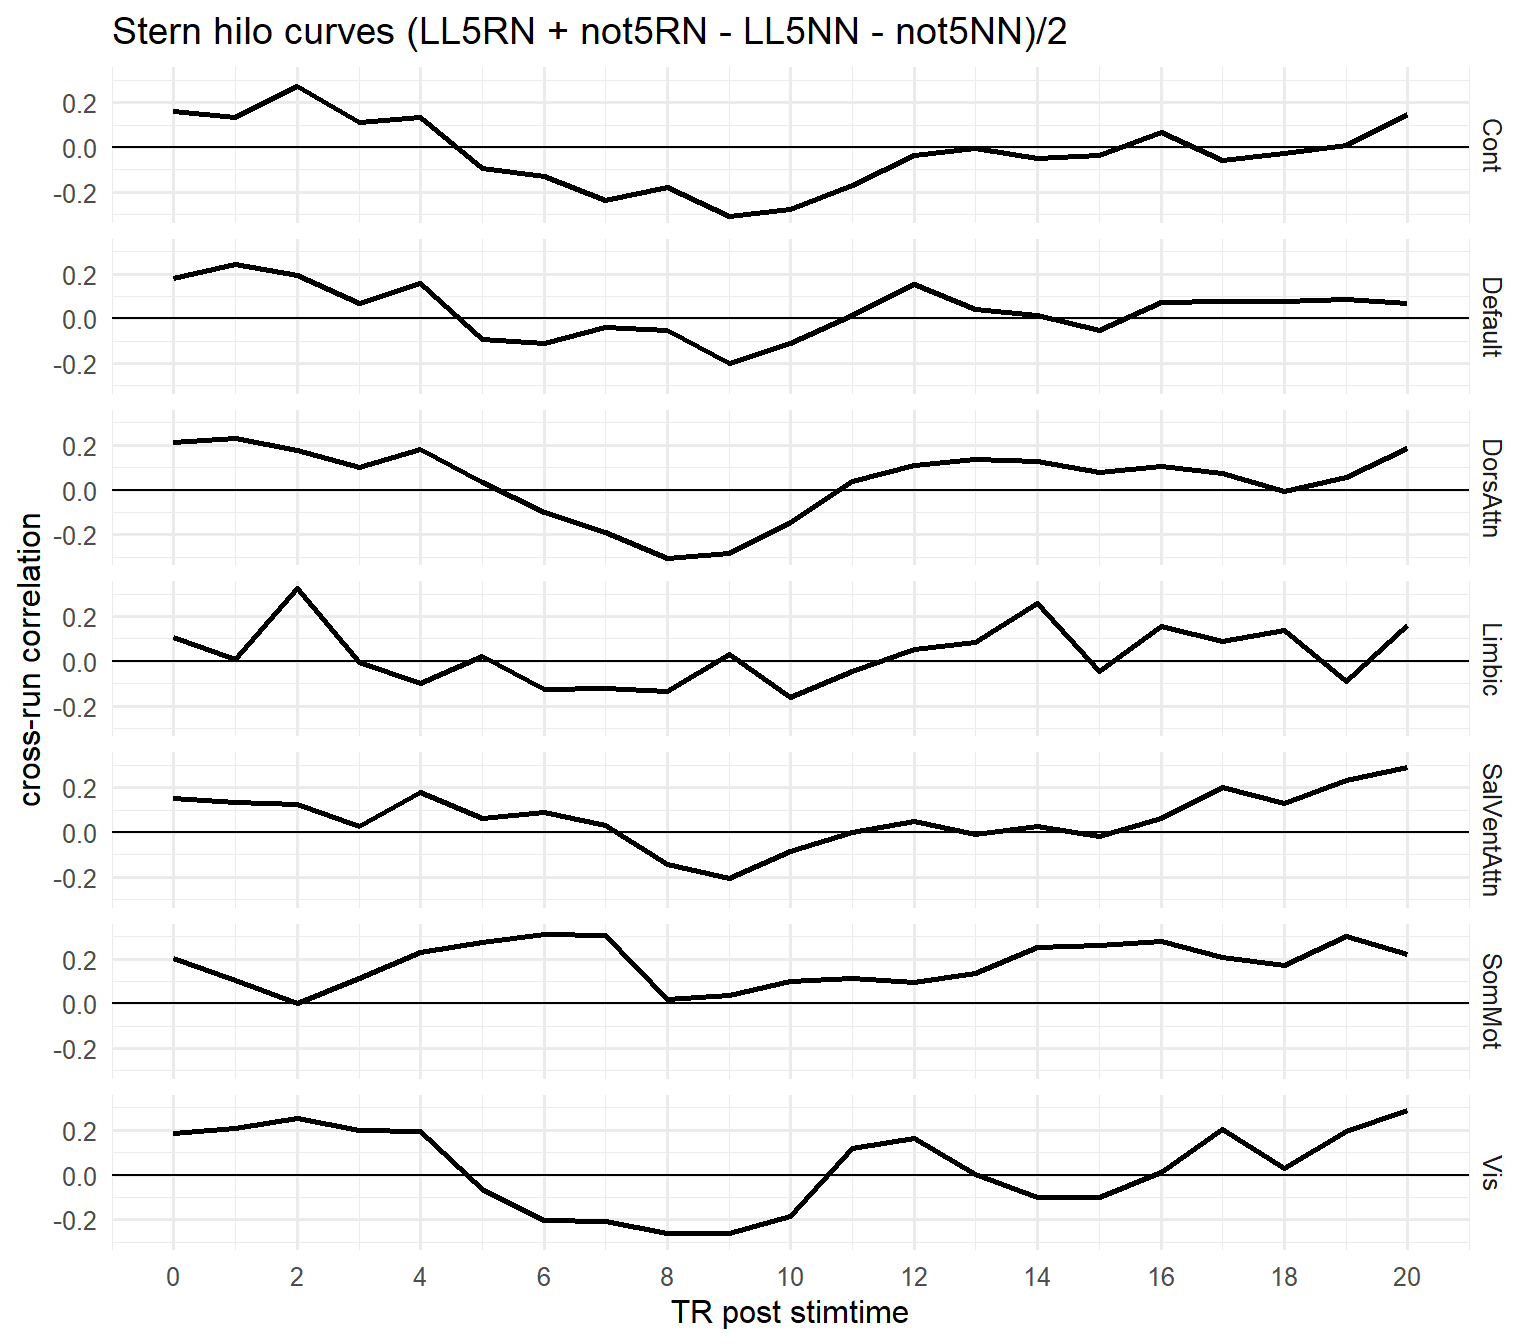 Stern hilo curves (LL5RN + not5RN - LL5NN - not5NN)/2
cross-run correlation
0.2
0.0
-0.2
Cont
0.2
0.0
-0.2
Default
0.2
0.0
-0.2
DorsAttn
0.2
0.0
-0.2
Limbic
0.2
0.0
-0.2
SalVentAttn
0.2
0.0
-0.2
SomMot
0.2
0.0
-0.2
Vis
0 2 4 6 8 10 12 14 16 18 20
TR post stimtime